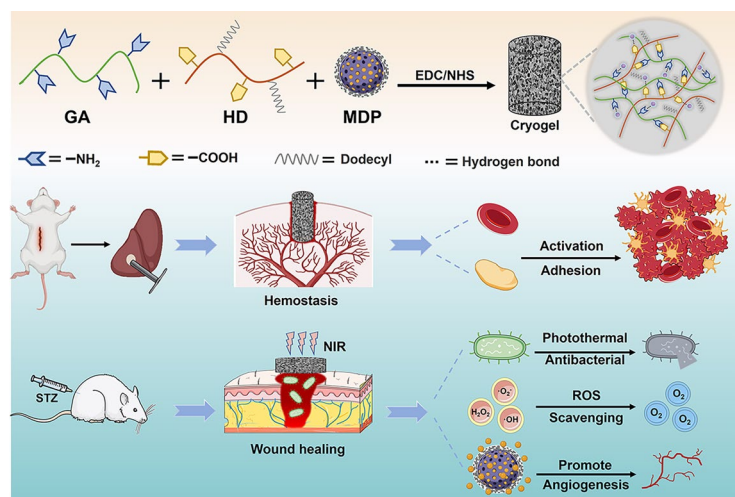 EDC/NHS
GA
HD
MDP
Cryogel
= –NH₂
= –COOH
= Dodecyl
= Hydrogen bond
Hemostasis
Activation
Adhesion
STZ
NIR
Wound healing
Photothermal
Antibacterial
·O₂⁻
H₂O₂
·OH
ROS
Scavenging
O₂
O₂
O₂
Promote
Angiogenesis